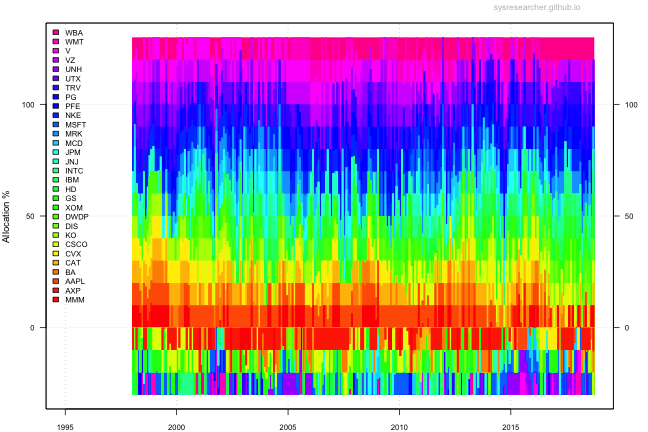 sysresearcher.github.io
WBA
WMT
V
VZ
UNH
UTX
TRV
PG
PFE
NKE
MSFT
MRK
MCD
JPM
JNJ
INTC
IBM
HD
GS
XOM
DWDP
DIS
KO
CSCO
CVX
CAT
BA
AAPL
AXP
MMM
Allocation %
100
50
0
100
50
0
1995 2000 2005 2010 2015